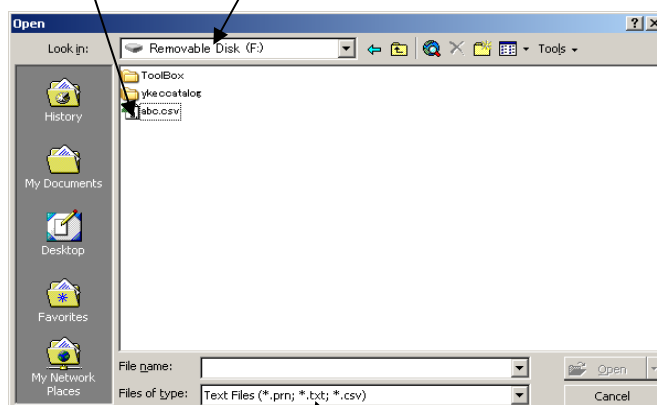 Open
Look in:
Removable Disk (F:)
Tools
ToolBox
ykeccatalog
abc.csv
History
My Documents
Desktop
Favorites
My Network
Places
File name:
Open
Files of type:
Text Files (*.prn; *.txt; *.csv)
Cancel